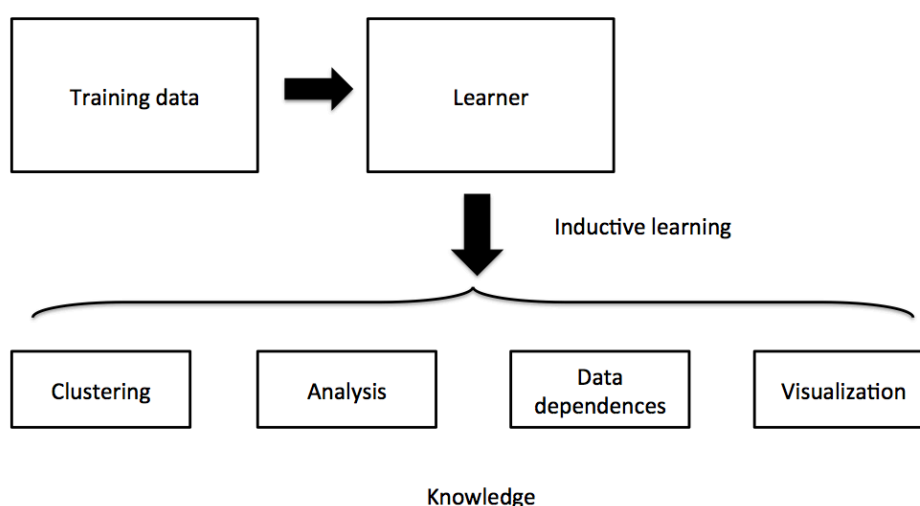 Training data
Learner
Inductive learning
Clustering
Analysis
Data
dependences
Visualization
Knowledge